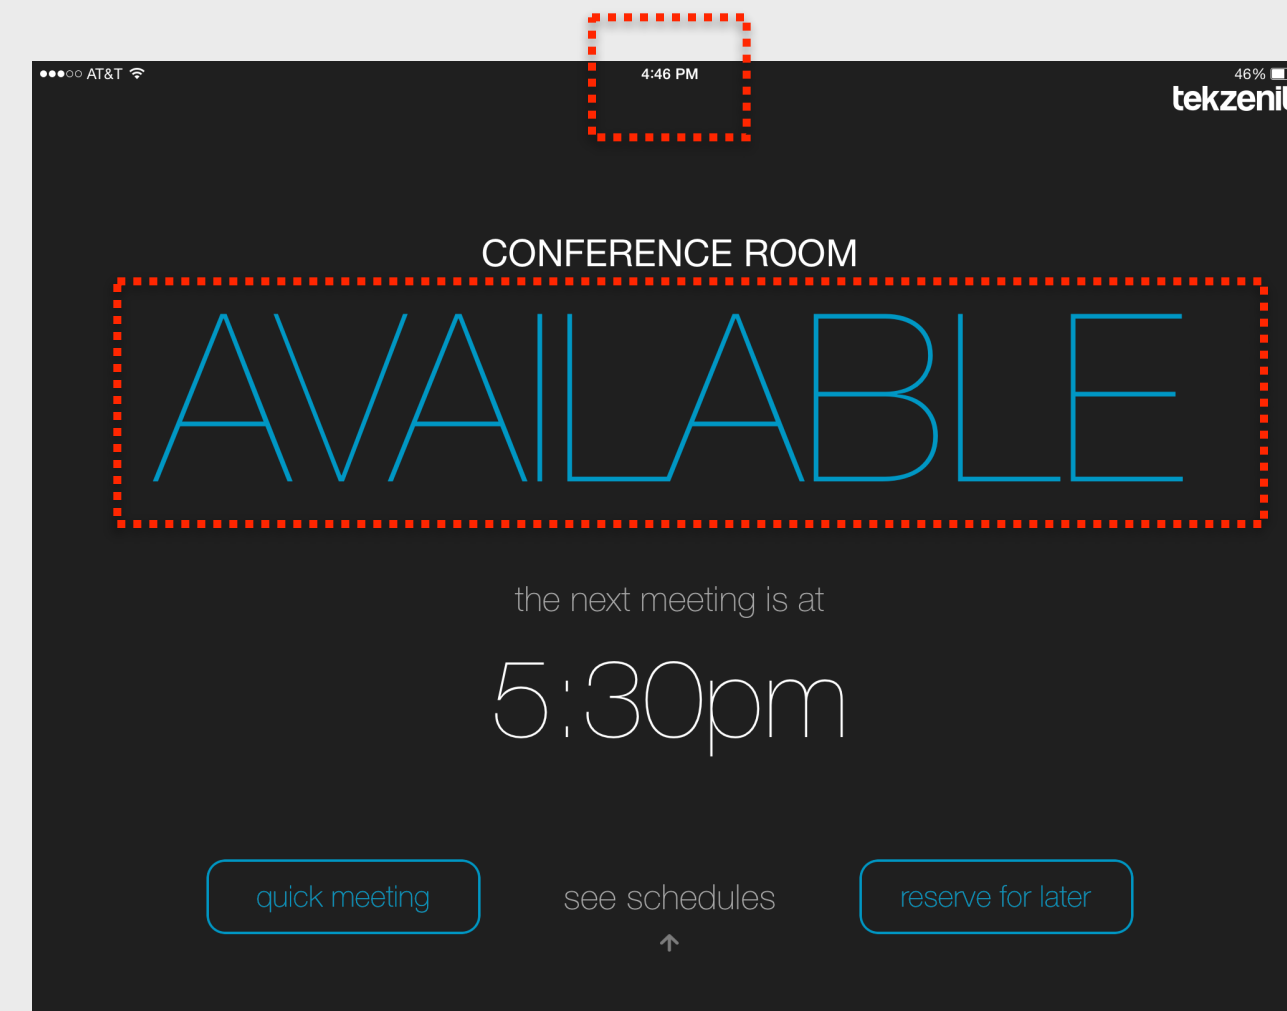 ●●●○○ AT&T 4:46 PM 46%
tekzenit
CONFERENCE ROOM
AVAILABLE
the next meeting is at
5:30pm
quick meeting see schedules reserve for later